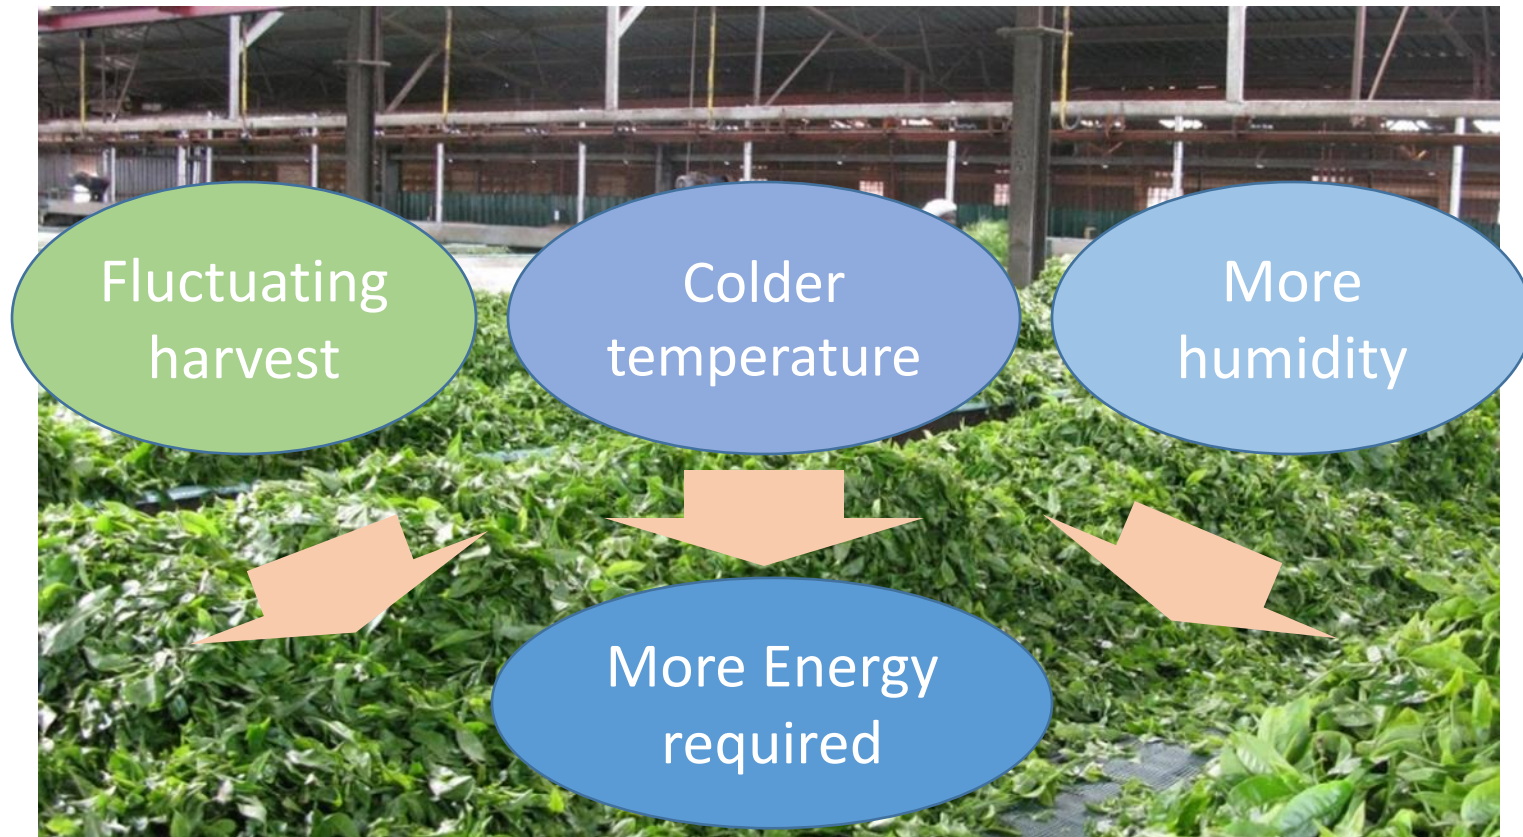 Fluctuating
harvest
Colder
temperature
More
humidity
More Energy
required